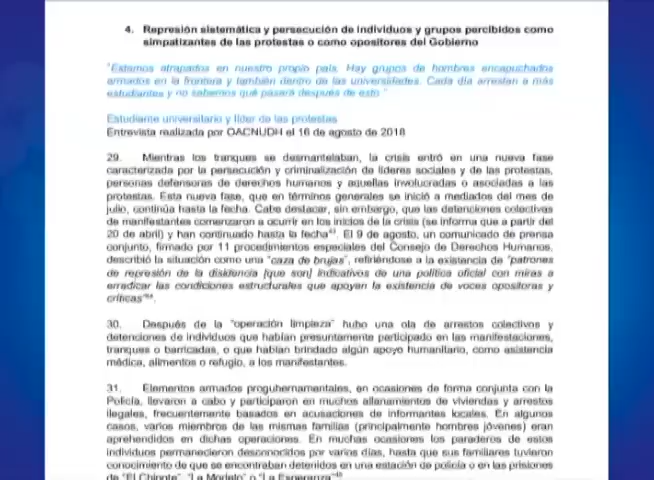 4. Represión sistemática y persecución de individuos y grupos percibidos como
simpatizantes de las protestas o como opositores del Gobierno
"Estamos atrapados en nuestro propio país. Hay grupos de hombres encapuchados
armados en la frontera y también dentro de las universidades. Cada día arrestan a más
estudiantes y no sabemos qué pasará después de esto."
Estudiante universitario y líder de las protestas
Entrevista realizada por OACNUDH el 16 de agosto de 2018
29. Mientras los tranques se desmantelaban, la crisis entró en una nueva fase
caracterizada por la persecución y criminalización de líderes sociales y de las protestas,
personas defensoras de derechos humanos y aquellas involucradas o asociadas a las
protestas. Esta nueva fase, que en términos generales se inició a mediados del mes de
julio, continúa hasta la fecha. Cabe destacar, sin embargo, que las detenciones colectivas
de manifestantes comenzaron a ocurrir en los inicios de la crisis (se informa que a partir del
20 de abril) y han continuado hasta la fecha. El 9 de agosto, un comunicado de prensa
conjunto, firmado por 11 procedimientos especiales del Consejo de Derechos Humanos,
describió la situación como una "caza de brujas", refiriéndose a la existencia de "patrones
de represión de la disidencia [que son] indicativos de una política oficial con miras a
erradicar las condiciones estructurales que apoyan la existencia de voces opositoras y
críticas".
30. Después de la "operación limpieza" hubo una ola de arrestos colectivos y
detenciones de individuos que habían presuntamente participado en las manifestaciones,
tranques o barricadas, o que habían brindado algún apoyo humanitario, como asistencia
médica, alimentos o refugio, a los manifestantes.
31. Elementos armados progubernamentales, en ocasiones de forma conjunta con la
Policía, llevaron a cabo y participaron en muchos allanamientos de viviendas y arrestos
ilegales, frecuentemente basados en acusaciones de informantes locales. En algunos
casos, varios miembros de las mismas familias (principalmente hombres jóvenes) eran
aprehendidos en dichas operaciones. En muchas ocasiones los paraderos de estos
individuos permanecieron desconocidos por varios días, hasta que sus familiares tuvieron
conocimiento de que se encontraban detenidos en una estación de policía o en las prisiones
de "El Chipote", "La Modelo" o "La Esperanza"